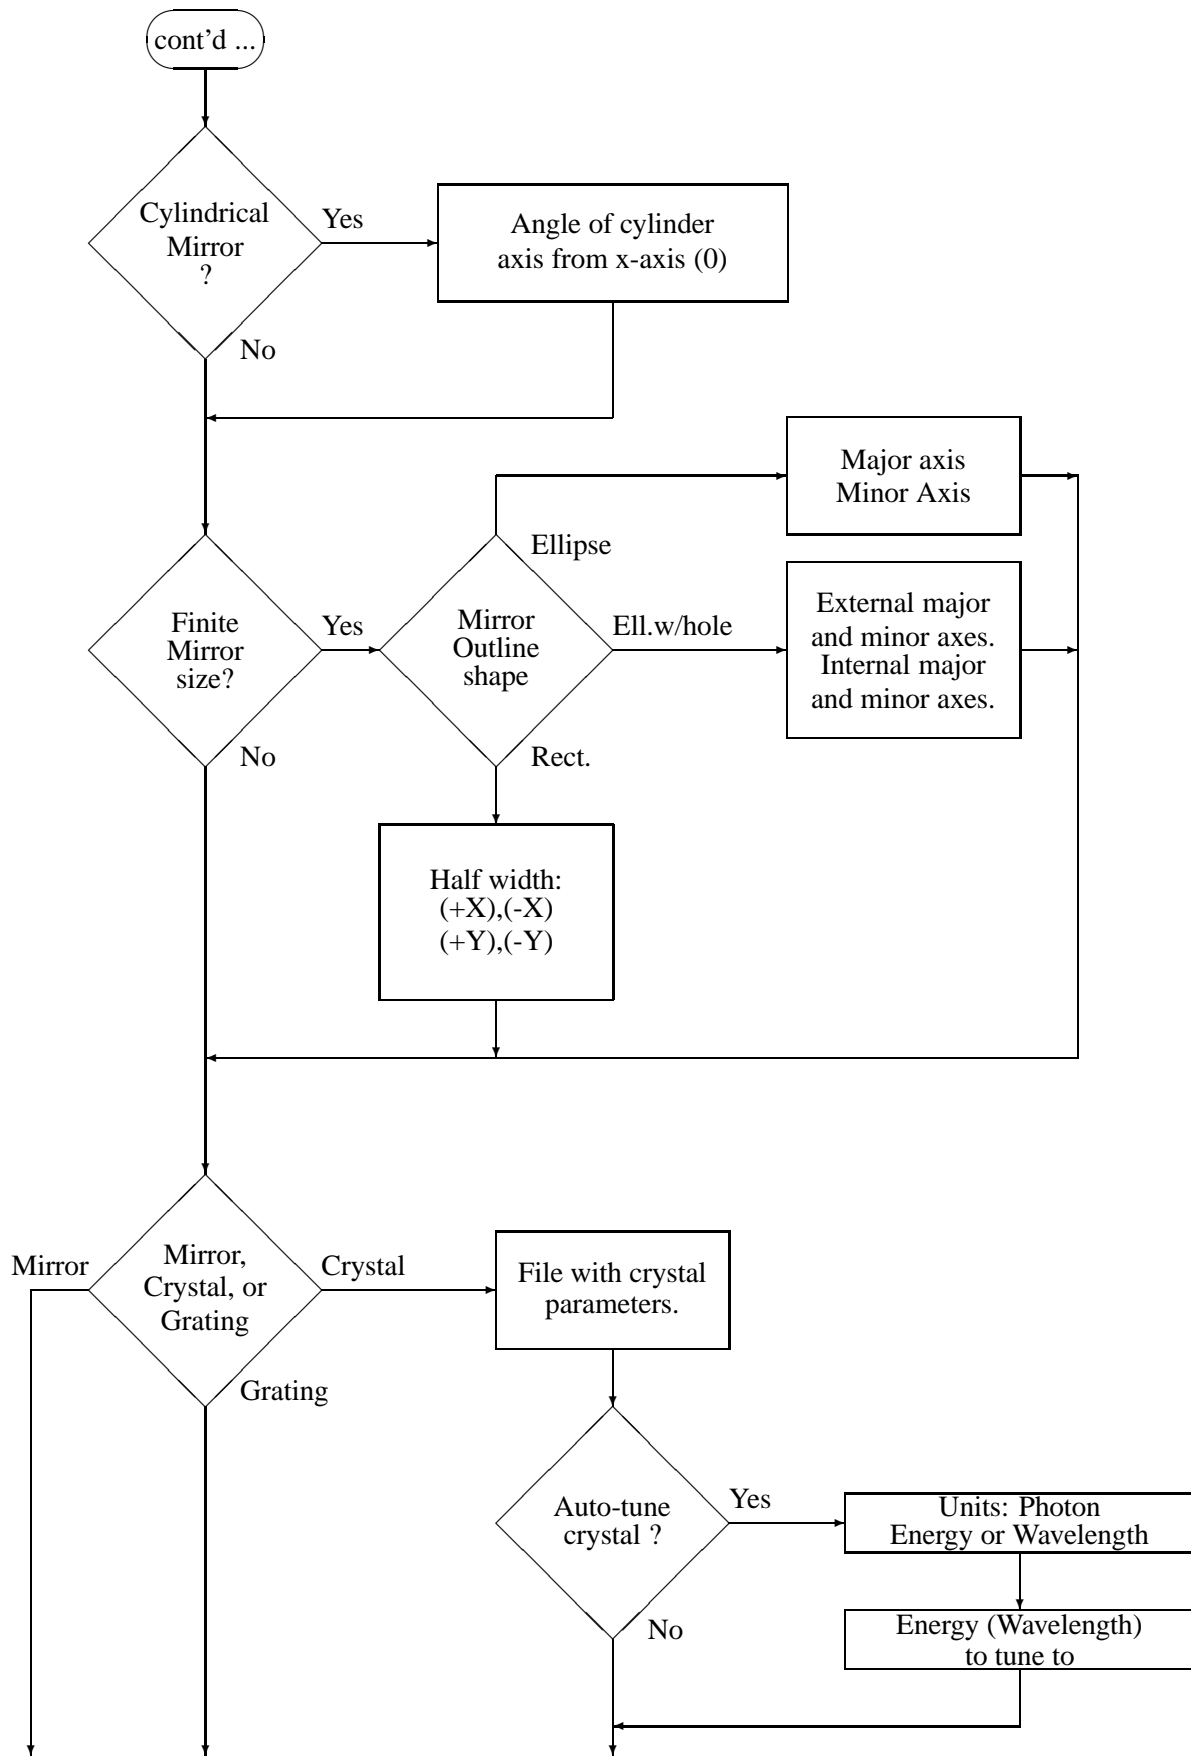 cont'd ...
Cylindrical
Mirror
?
Yes
Angle of cylinder
axis from x-axis (0)
No
Major axis
Minor Axis
Ellipse
Finite
Mirror
size?
Yes
Mirror
Outline
shape
Ell.w/hole
External major
and minor axes.
Internal major
and minor axes.
No
Rect.
Half width:
(+X),(-X)
(+Y),(-Y)
Mirror
Mirror,
Crystal, or
Grating
Crystal
File with crystal
parameters.
Grating
Auto-tune
crystal ?
Yes
Units: Photon
Energy or Wavelength
No
Energy (Wavelength)
to tune to